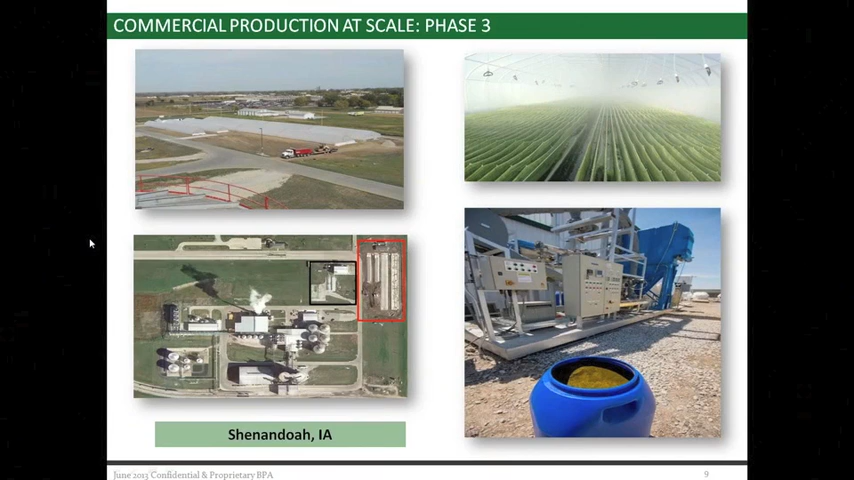 COMMERCIAL PRODUCTION AT SCALE: PHASE 3
Shenandoah, IA
June 2013 Confidential & Proprietary BPA
9